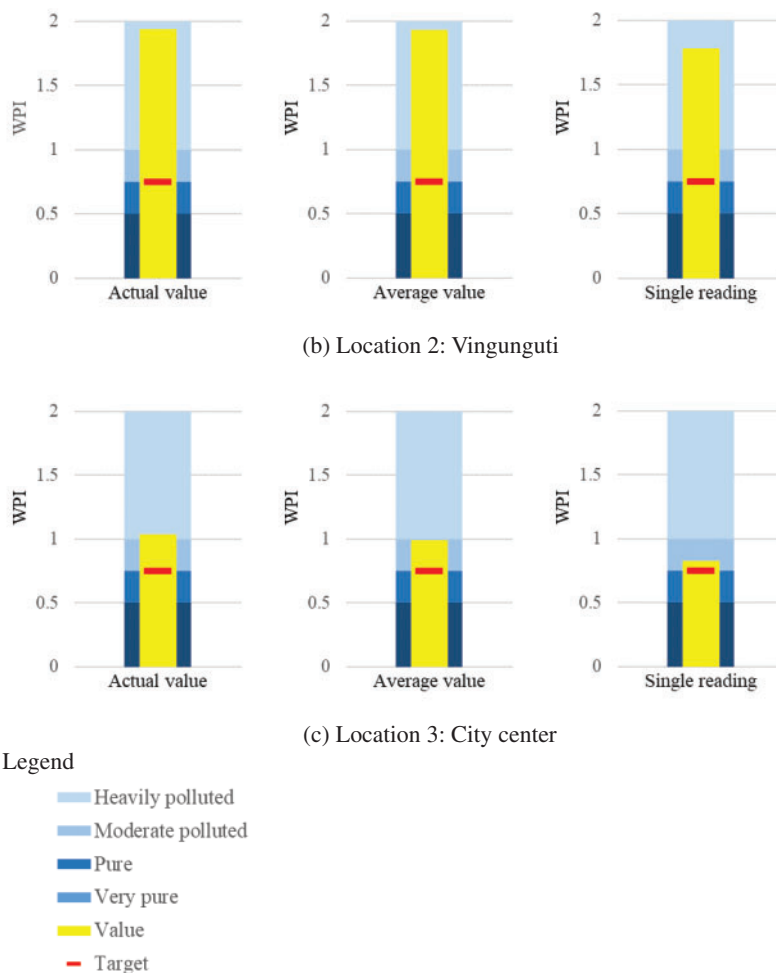 2
2
2
1.5
1.5
1.5
WPI
WPI
WPI
1
1
1
0.5
0.5
0.5
0
0
0
Actual value
Average value
Single reading
(b) Location 2: Vingunguti
2
2
2
1.5
1.5
1.5
WPI
WPI
WPI
1
1
1
0.5
0.5
0.5
0
0
0
Actual value
Average value
Single reading
(c) Location 3: City center
Legend
Heavily polluted
Moderate polluted
Pure
Very pure
Value
Target